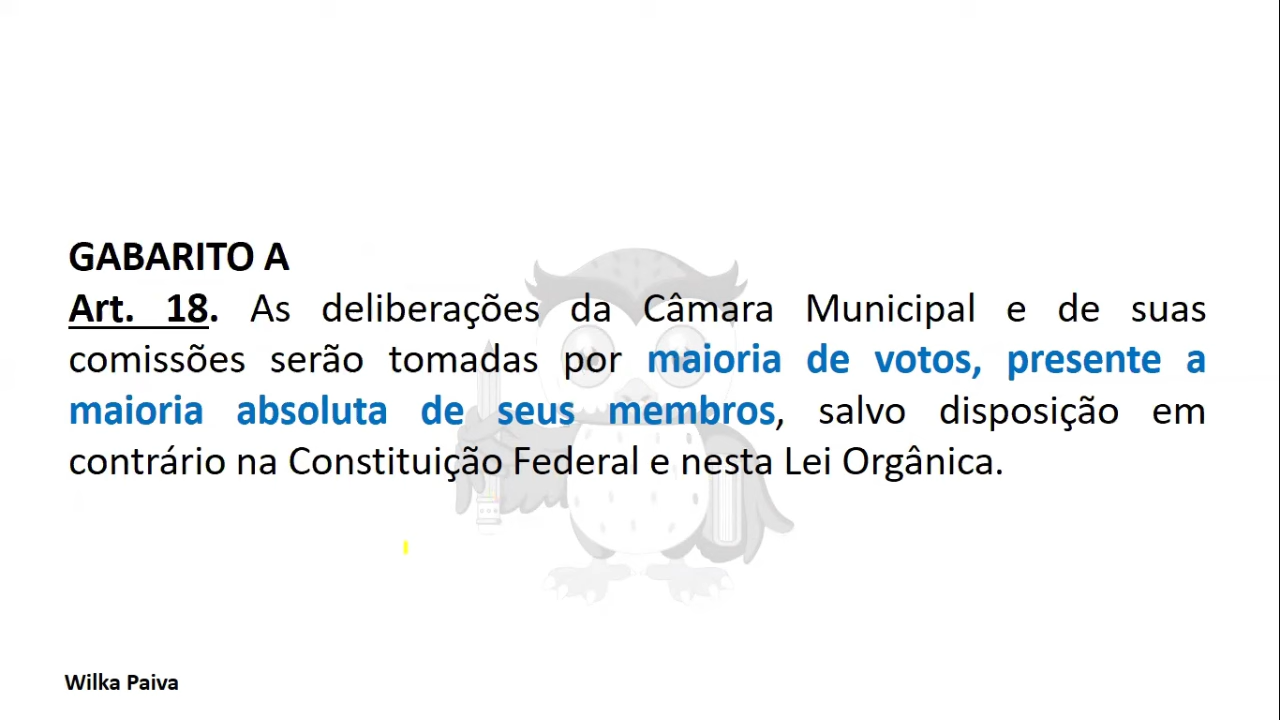 GABARITO A
Art. 18. As deliberações da Câmara Municipal e de suas
comissões serão tomadas por maioria de votos, presente a
maioria absoluta de seus membros, salvo disposição em
contrário na Constituição Federal e nesta Lei Orgânica.
Wilka Paiva